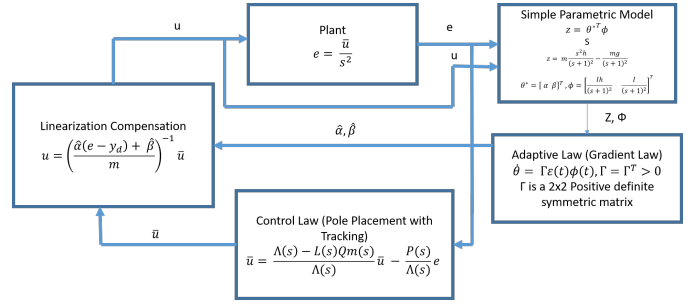 u
Plant
e = ū / s²
e
u
Simple Parametric Model
z = θ*ᵀϕ
S
z = m s²h/(s+1)² − mg/(s+1)²
θ* = [α β]ᵀ, ϕ = [Ih/(s+1)² I/(s+1)²]ᵀ
Z, Φ
Linearization Compensation
u = ((α̂(e − y_d) + β̂)/m)⁻¹ ū
α̂, β̂
Adaptive Law (Gradient Law)
θ̇ = Γε(t)ϕ(t), Γ = Γᵀ > 0
Γ is a 2x2 Positive definite
symmetric matrix
Control Law (Pole Placement with
Tracking)
ū = (Λ(s) − L(s)Qm(s))/Λ(s) ū − P(s)/Λ(s) e
ū